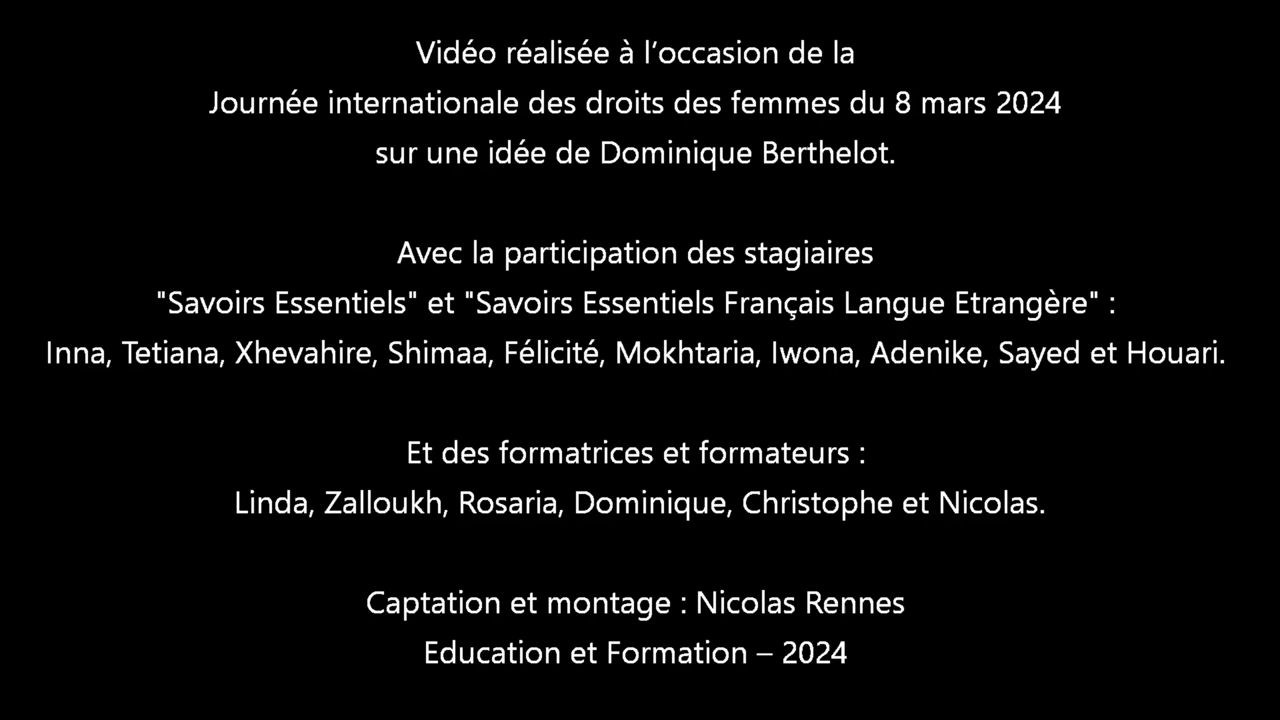 Vidéo réalisée à l’occasion de la
Journée internationale des droits des femmes du 8 mars 2024
sur une idée de Dominique Berthelot.
Avec la participation des stagiaires
"Savoirs Essentiels" et "Savoirs Essentiels Français Langue Etrangère" :
Inna, Tetiana, Xhevahire, Shimaa, Félicité, Mokhtaria, Iwona, Adenike, Sayed et Houari.
Et des formatrices et formateurs :
Linda, Zalloukh, Rosaria, Dominique, Christophe et Nicolas.
Captation et montage : Nicolas Rennes
Education et Formation – 2024